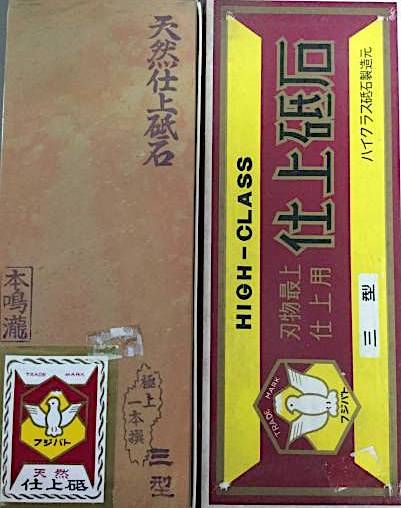 天然仕上砥石
本鳴瀧
TRADE MARK
フジバト
天然
仕上砥
極上
一本撰
三型
ハイクラス砥石製造元
仕上砥石
HIGH-CLASS
刃物最上
仕上用
三型
TRADE MARK
フジバト